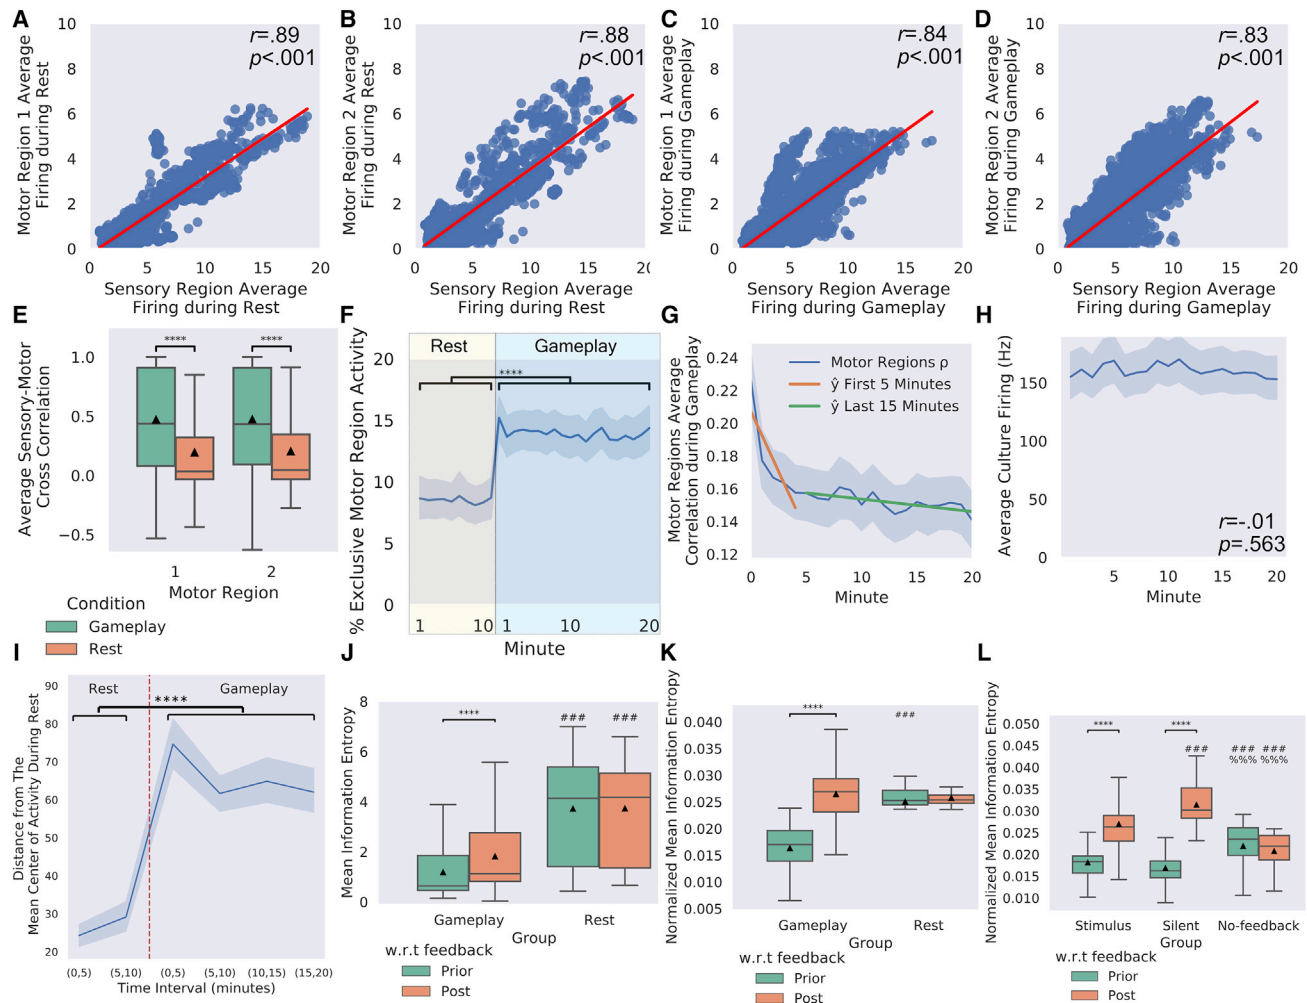 A
Motor Region 1 Average
Firing during Rest
10
8
6
4
2
0
r=.89
p<.001
0 5 10 15 20
Sensory Region Average
Firing during Rest
B
Motor Region 2 Average
Firing during Rest
10
8
6
4
2
0
r=.88
p<.001
0 5 10 15 20
Sensory Region Average
Firing during Rest
C
Motor Region 1 Average
Firing during Gameplay
10
8
6
4
2
0
r=.84
p<.001
0 5 10 15 20
Sensory Region Average
Firing during Gameplay
D
Motor Region 2 Average
Firing during Gameplay
10
8
6
4
2
0
r=.83
p<.001
0 5 10 15 20
Sensory Region Average
Firing during Gameplay
E
Average Sensory-Motor
Cross Correlation
1.0
0.5
0.0
−0.5
**** ****
1 2
Motor Region
Condition
Gameplay
Rest
F
% Exclusive Motor Region Activity
20
15
10
5
0
Rest Gameplay
****
1 10 1 10 20
Minute
G
Motor Regions Average
Correlation during Gameplay
0.24
0.22
0.20
0.18
0.16
0.14
0.12
Motor Regions ρ
ŷ First 5 Minutes
ŷ Last 15 Minutes
0 5 10 15 20
Minute
H
Average Culture Firing (Hz)
150
100
50
0
r=-.01
p=.563
5 10 15 20
Minute
I
Distance from The
Mean Center of Activity During Rest
90
80
70
60
50
40
30
20
Rest Gameplay
****
(0,5) (5,10) (0,5) (5,10) (10,15) (15,20)
Time Interval (minutes)
J
Mean Information Entropy
8
6
4
2
0
**** ### ###
Gameplay Rest
Group
w.r.t feedback
Prior
Post
K
Normalized Mean Information Entropy
0.040
0.035
0.030
0.025
0.020
0.015
0.010
0.005
**** ###
Gameplay Rest
Group
w.r.t feedback
Prior
Post
L
Normalized Mean Information Entropy
0.050
0.045
0.040
0.035
0.030
0.025
0.020
0.015
0.010
**** **** ### ### ###
%%% %%%
Stimulus Silent No-feedback
Group
w.r.t feedback
Prior
Post